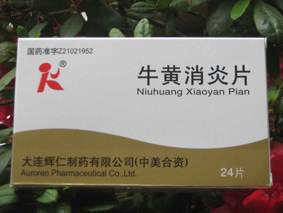 国药准字Z21021952
®
牛黄消炎片
Niuhuang Xiaoyan Pian
大连辉仁制药有限公司(中美合资)
Auroren Pharmaceutical Co.,Ltd.
24片